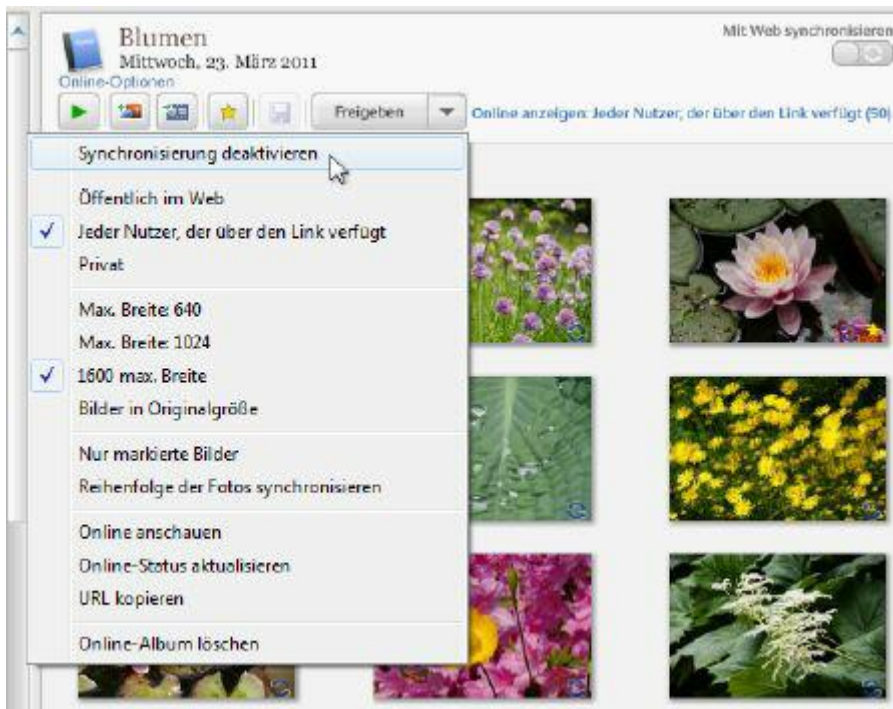 Blumen
Mittwoch, 23. März 2011
Mit Web synchronisieren
Online-Optionen
Freigeben
Online anzeigen: Jeder Nutzer, der über den Link verfügt (50)
Synchronisierung deaktivieren
Öffentlich im Web
Jeder Nutzer, der über den Link verfügt
Privat
Max. Breite: 640
Max. Breite: 1024
1600 max. Breite
Bilder in Originalgröße
Nur markierte Bilder
Reihenfolge der Fotos synchronisieren
Online anschauen
Online-Status aktualisieren
URL kopieren
Online-Album löschen